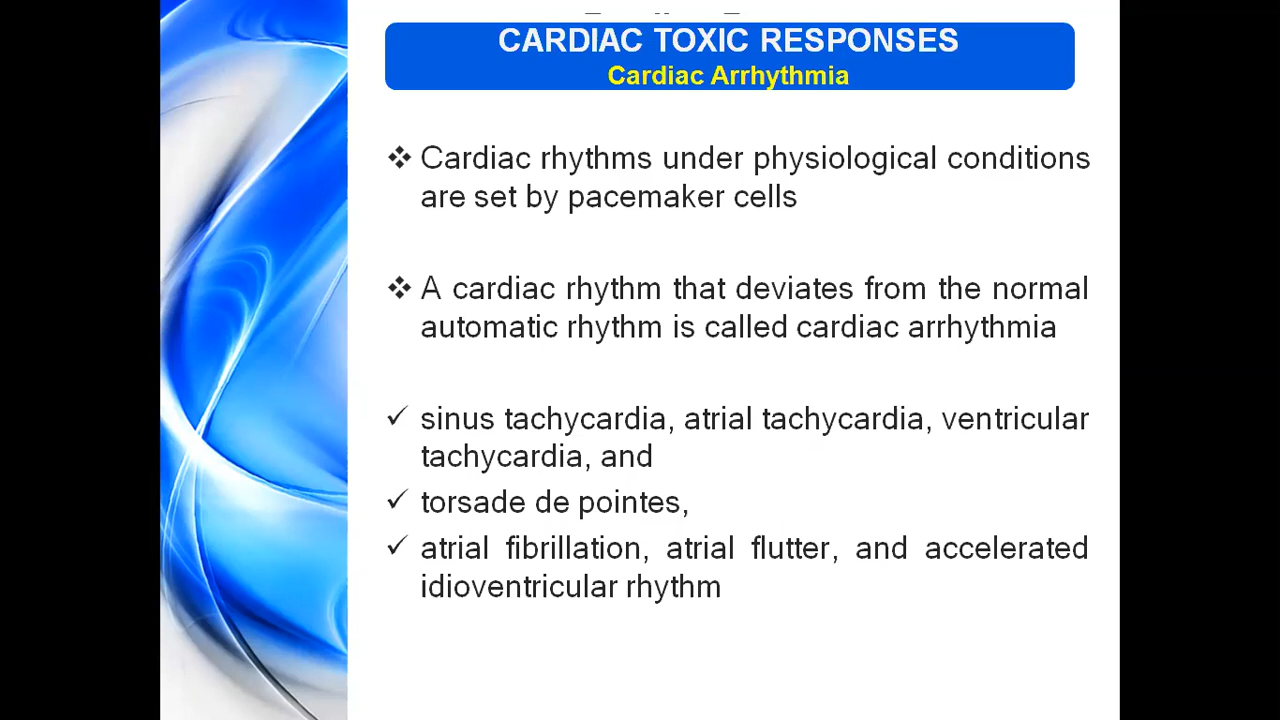 CARDIAC TOXIC RESPONSES
Cardiac Arrhythmia
❖ Cardiac rhythms under physiological conditions
are set by pacemaker cells
❖ A cardiac rhythm that deviates from the normal
automatic rhythm is called cardiac arrhythmia
✓ sinus tachycardia, atrial tachycardia, ventricular
tachycardia, and
✓ torsade de pointes,
✓ atrial fibrillation, atrial flutter, and accelerated
idioventricular rhythm